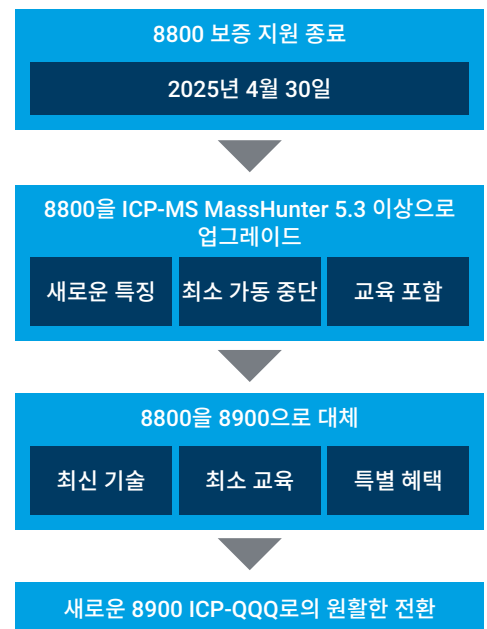 8800 보증 지원 종료
2025년 4월 30일
8800을 ICP-MS MassHunter 5.3 이상으로
업그레이드
새로운 특징
최소 가동 중단
교육 포함
8800을 8900으로 대체
최신 기술
최소 교육
특별 혜택
새로운 8900 ICP-QQQ로의 원활한 전환